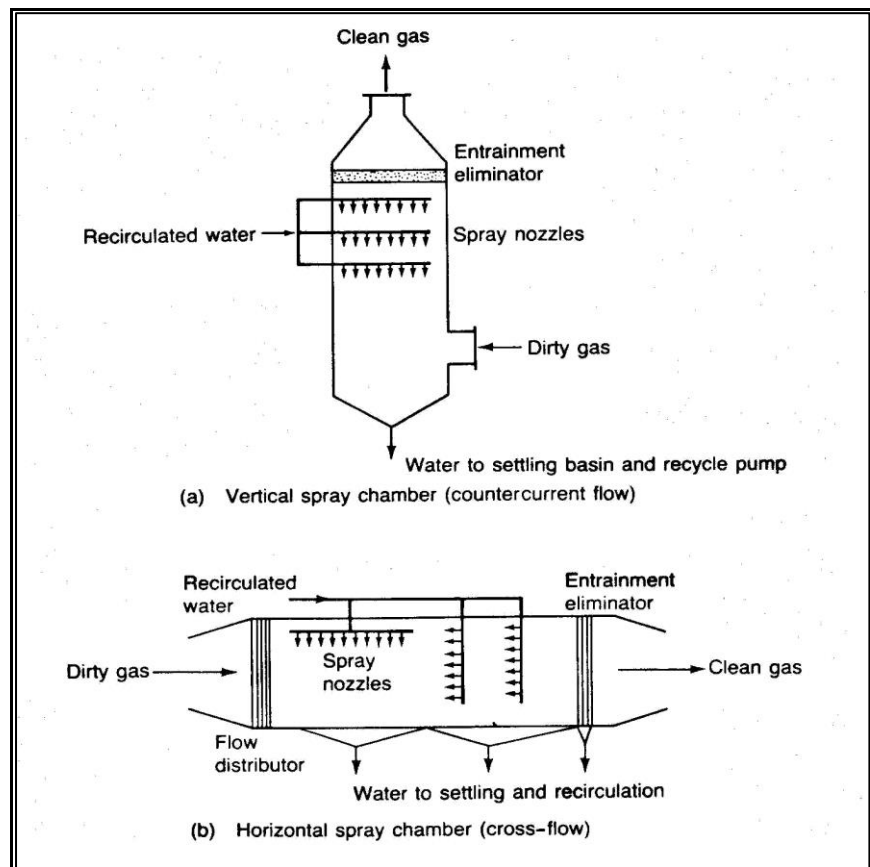 Clean gas
Entrainment
eliminator
Recirculated water
Spray nozzles
Dirty gas
Water to settling basin and recycle pump
(a) Vertical spray chamber (countercurrent flow)
Recirculated
water
Entrainment
eliminator
Dirty gas
Spray
nozzles
Clean gas
Flow
distributor
Water to settling and recirculation
(b) Horizontal spray chamber (cross-flow)